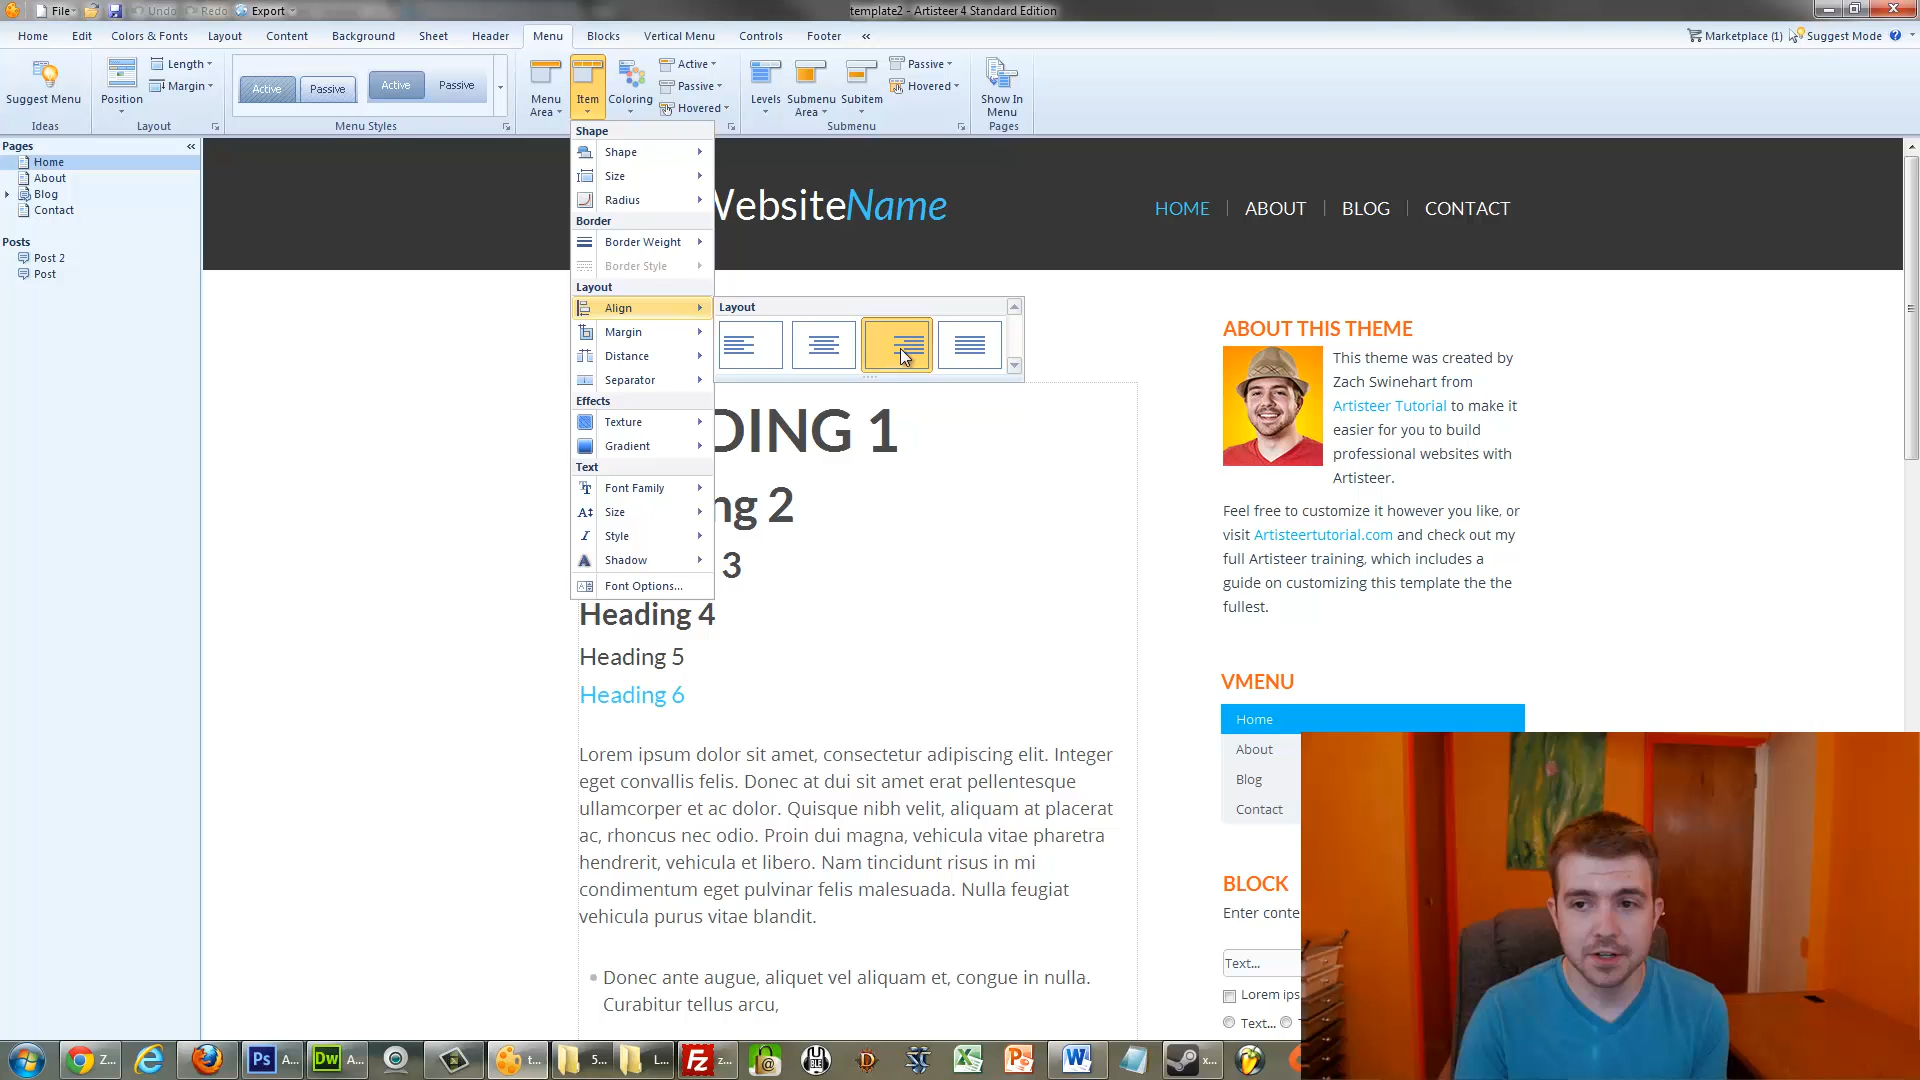 File Undo Redo Export template2 - Artisteer 4 Standard Edition
Home Edit Colors & Fonts Layout Content Background Sheet Header Menu Blocks Vertical Menu Controls Footer « Marketplace (1) Suggest Mode
Suggest Menu
Ideas
Position Length Margin
Layout
Active Passive Active Passive
Menu Styles
Menu Area Item Coloring Active Passive Hovered
Levels Submenu Area Subitem Passive Hovered
Submenu
Show In Menu
Pages
Pages «
Home
About
Blog
Contact
Posts
Post 2
Post
Shape
Shape
Size
Radius
Border
Border Weight
Border Style
Layout
Align
Margin
Distance
Separator
Effects
Texture
Gradient
Text
Font Family
Size
Style
Shadow
Font Options...
Layout
WebsiteName
HOME | ABOUT | BLOG | CONTACT
DING 1
ng 2
3
Heading 4
Heading 5
Heading 6
Lorem ipsum dolor sit amet, consectetur adipiscing elit. Integer
eget convallis felis. Donec at dui sit amet erat pellentesque
ullamcorper et ac dolor. Quisque nibh velit, aliquam at placerat
ac, rhoncus nec odio. Proin dui magna, vehicula vitae pharetra
hendrerit, vehicula et libero. Nam tincidunt risus in mi
condimentum eget pulvinar felis malesuada. Nulla feugiat
vehicula purus vitae blandit.
Donec ante augue, aliquet vel aliquam et, congue in nulla.
Curabitur tellus arcu,
ABOUT THIS THEME
This theme was created by
Zach Swinehart from
Artisteer Tutorial to make it
easier for you to build
professional websites with
Artisteer.
Feel free to customize it however you like, or
visit Artisteertutorial.com and check out my
full Artisteer training, which includes a
guide on customizing this template the the
fullest.
VMENU
Home
About
Blog
Contact
BLOCK
Enter conte
Text...
Lorem ips
Text...
Z... Ps A... Dw A... t... 5... L... Fz z... x...